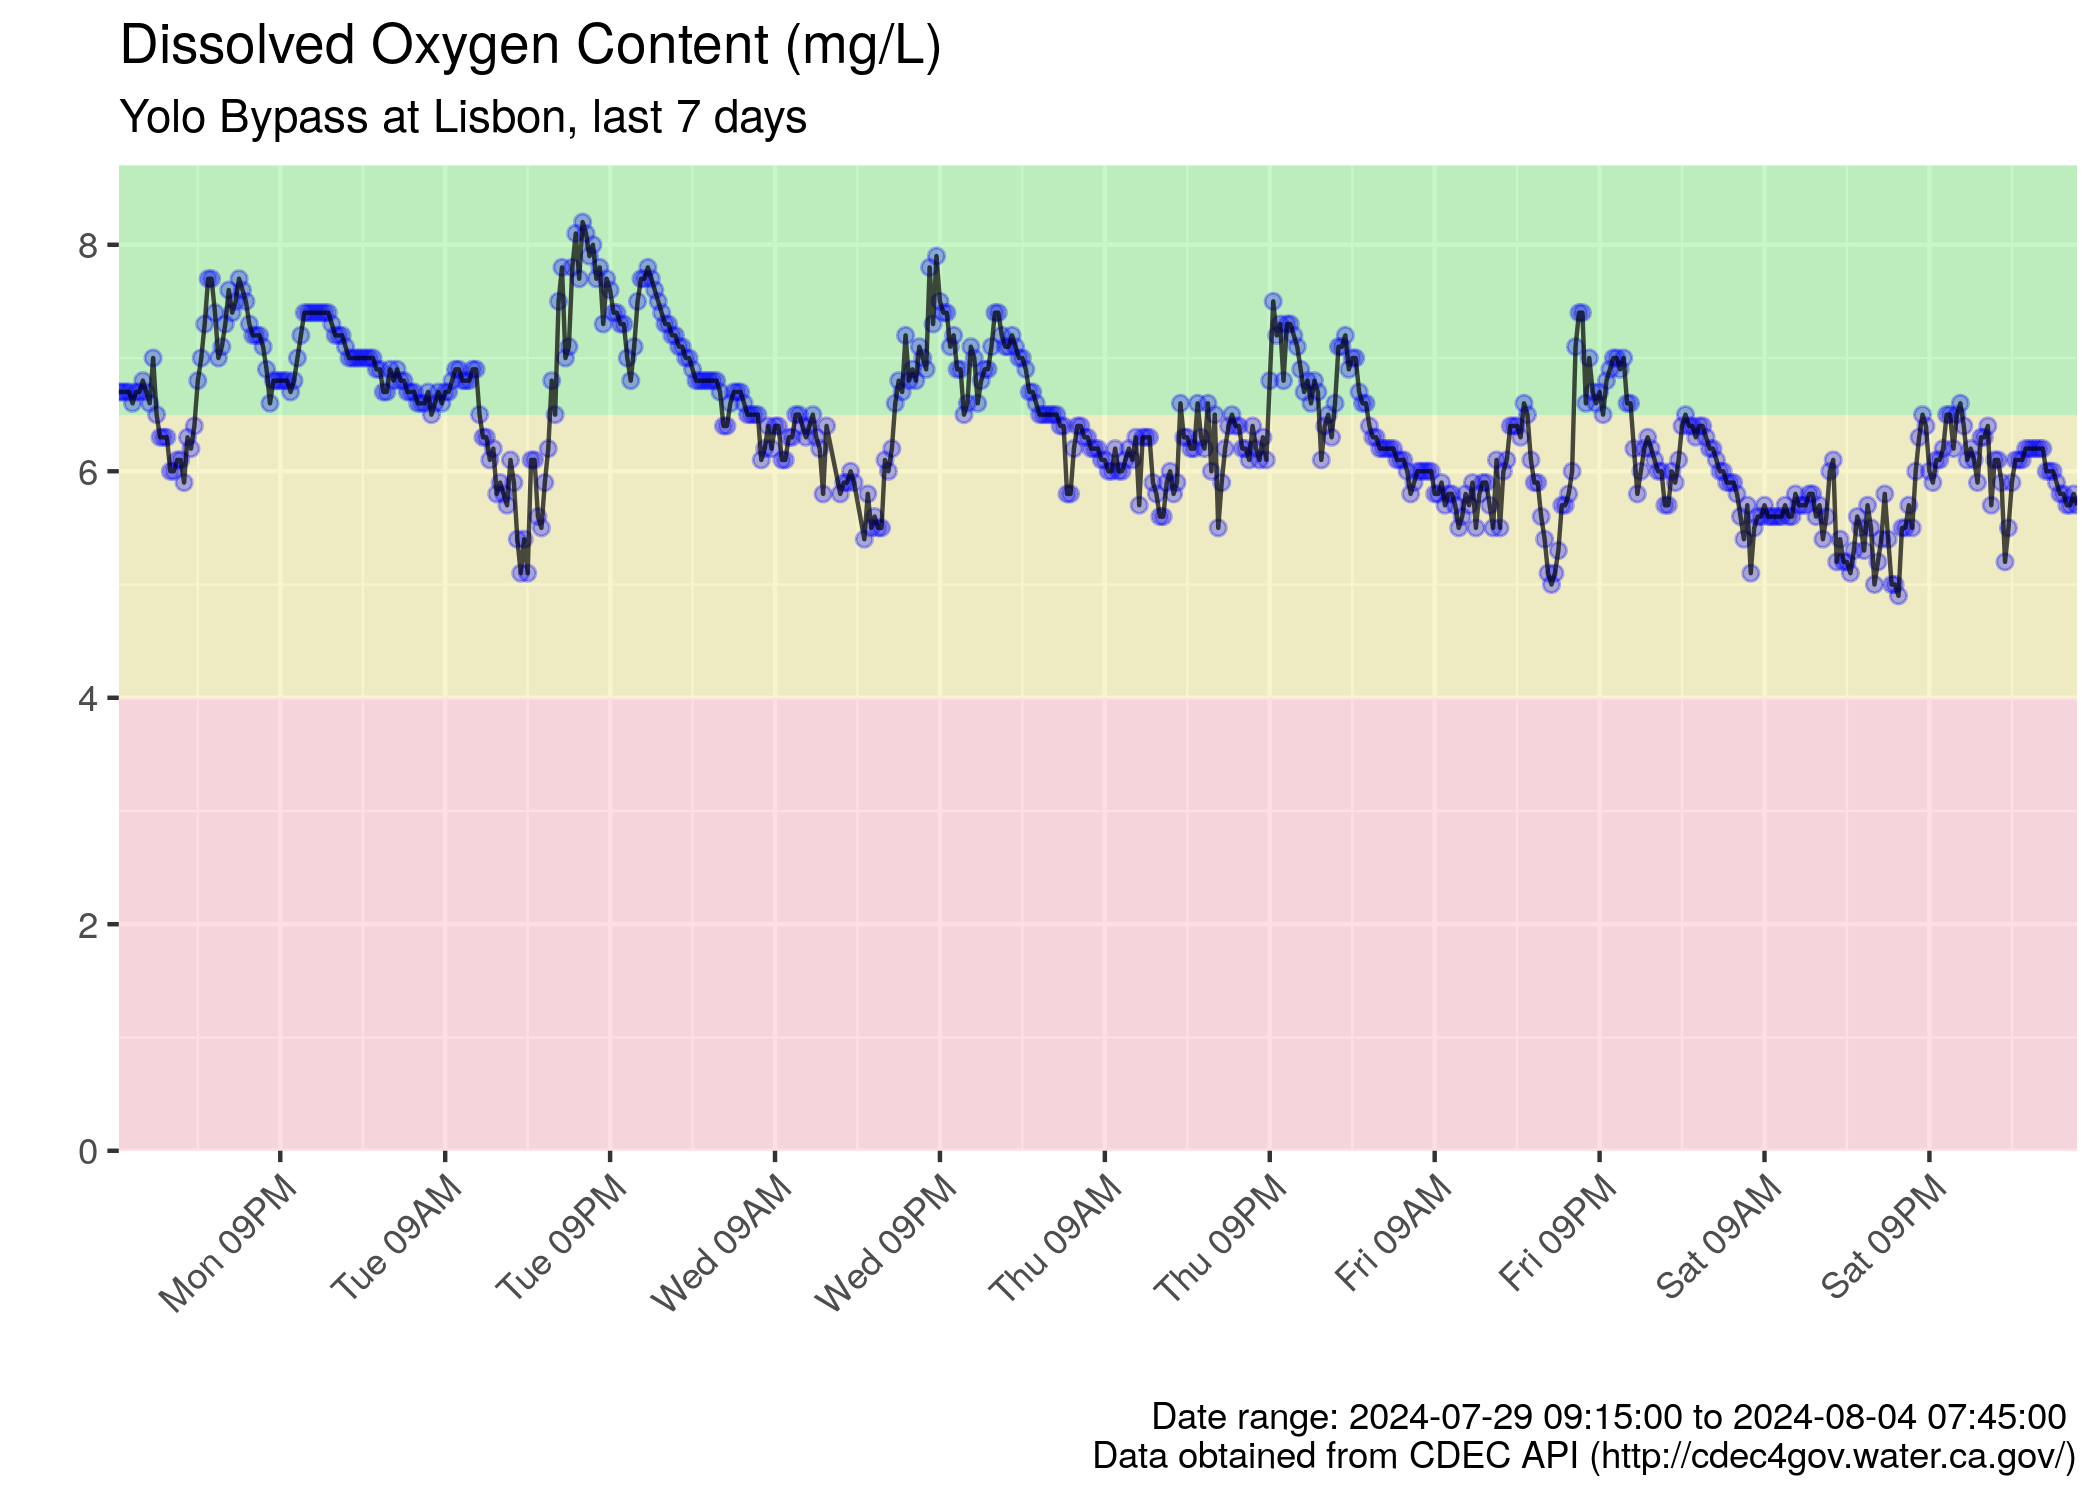 Dissolved Oxygen Content (mg/L)
Yolo Bypass at Lisbon, last 7 days
8
6
4
2
0
Mon 09PM
Tue 09AM
Tue 09PM
Wed 09AM
Wed 09PM
Thu 09AM
Thu 09PM
Fri 09AM
Fri 09PM
Sat 09AM
Sat 09PM
Date range: 2024-07-29 09:15:00 to 2024-08-04 07:45:00
Data obtained from CDEC API (http://cdec4gov.water.ca.gov/)